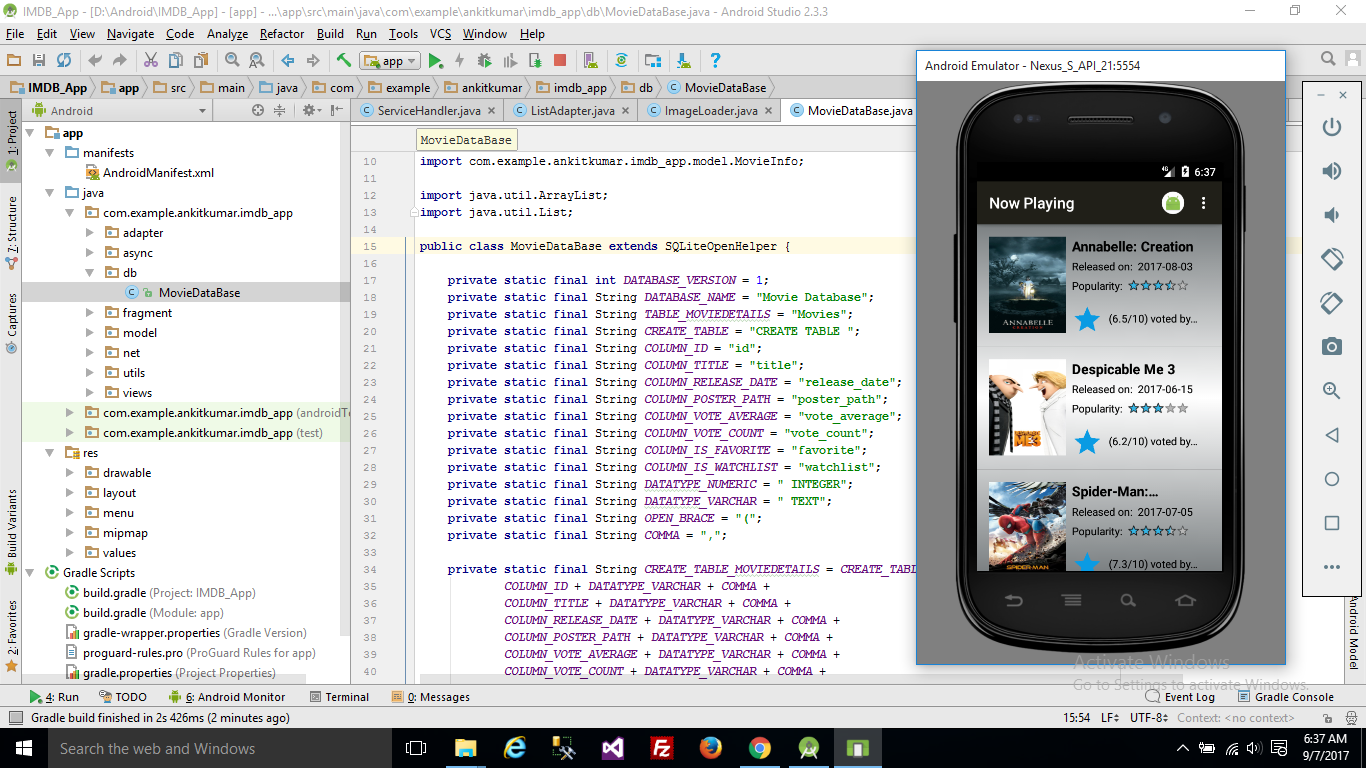 IMDB_App - [D:\Android\IMDB_App] - [app] - ...\app\src\main\java\com\example\ankitkumar\imdb_app\db\MovieDataBase.java - Android Studio 2.3.3
File Edit View Navigate Code Analyze Refactor Build Run Tools VCS Window Help
app
IMDB_App app src main java com example ankitkumar imdb_app db MovieDataBase
Android
ServiceHandler.java ListAdapter.java ImageLoader.java MovieDataBase.java
1: Project
7: Structure
Captures
Build Variants
2: Favorites
app
manifests
AndroidManifest.xml
java
com.example.ankitkumar.imdb_app
adapter
async
db
MovieDataBase
fragment
model
net
utils
views
com.example.ankitkumar.imdb_app (androidTe
com.example.ankitkumar.imdb_app (test)
res
drawable
layout
menu
mipmap
values
Gradle Scripts
build.gradle (Project: IMDB_App)
build.gradle (Module: app)
gradle-wrapper.properties (Gradle Version)
proguard-rules.pro (ProGuard Rules for app)
gradle.properties (Project Properties)
MovieDataBase
10 import com.example.ankitkumar.imdb_app.model.MovieInfo;
11
12 import java.util.ArrayList;
13 import java.util.List;
14
15 public class MovieDataBase extends SQLiteOpenHelper {
16
17 private static final int DATABASE_VERSION = 1;
18 private static final String DATABASE_NAME = "Movie Database";
19 private static final String TABLE_MOVIEDETAILS = "Movies";
20 private static final String CREATE_TABLE = "CREATE TABLE ";
21 private static final String COLUMN_ID = "id";
22 private static final String COLUMN_TITLE = "title";
23 private static final String COLUMN_RELEASE_DATE = "release_date";
24 private static final String COLUMN_POSTER_PATH = "poster_path";
25 private static final String COLUMN_VOTE_AVERAGE = "vote_average";
26 private static final String COLUMN_VOTE_COUNT = "vote_count";
27 private static final String COLUMN_IS_FAVORITE = "favorite";
28 private static final String COLUMN_IS_WATCHLIST = "watchlist";
29 private static final String DATATYPE_NUMERIC = " INTEGER";
30 private static final String DATATYPE_VARCHAR = " TEXT";
31 private static final String OPEN_BRACE = "(";
32 private static final String COMMA = ",";
33
34 private static final String CREATE_TABLE_MOVIEDETAILS = CREATE_TABL
35 COLUMN_ID + DATATYPE_VARCHAR + COMMA +
36 COLUMN_TITLE + DATATYPE_VARCHAR + COMMA +
37 COLUMN_RELEASE_DATE + DATATYPE_VARCHAR + COMMA +
38 COLUMN_POSTER_PATH + DATATYPE_VARCHAR + COMMA +
39 COLUMN_VOTE_AVERAGE + DATATYPE_VARCHAR + COMMA +
40 COLUMN_VOTE_COUNT + DATATYPE_VARCHAR + COMMA +
Android Emulator - Nexus_S_API_21:5554
6:37
Now Playing
ANNABELLE
CREATION
Annabelle: Creation
Released on: 2017-08-03
Popularity:
(6.5/10) voted by...
ME3
Despicable Me 3
Released on: 2017-06-15
Popularity:
(6.2/10) voted by...
SPIDER-MAN
Spider-Man:...
Released on: 2017-07-05
Popularity:
(7.3/10) voted by...
Android Model
Activate Windows
Go to Settings to activate Windows.
4: Run TODO 6: Android Monitor Terminal 0: Messages Event Log Gradle Console
Gradle build finished in 2s 426ms (2 minutes ago) 15:54 LF UTF-8 Context: <no context>
Search the web and Windows
6:37 AM
9/7/2017